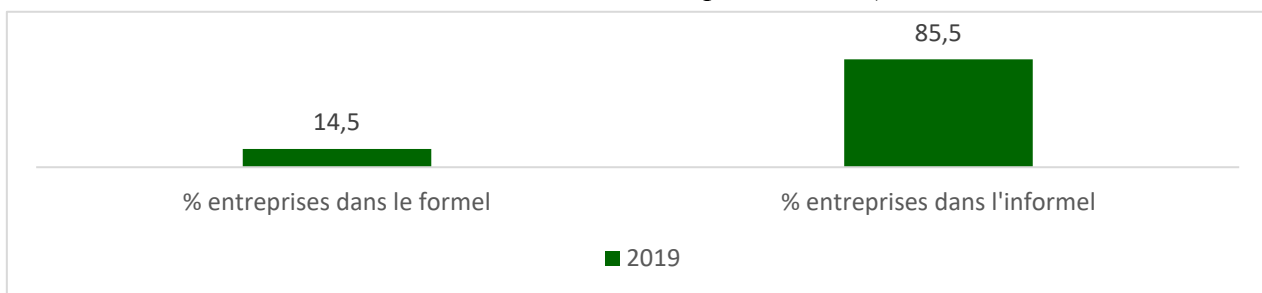 85,5
14,5
% entreprises dans le formel
% entreprises dans l'informel
2019